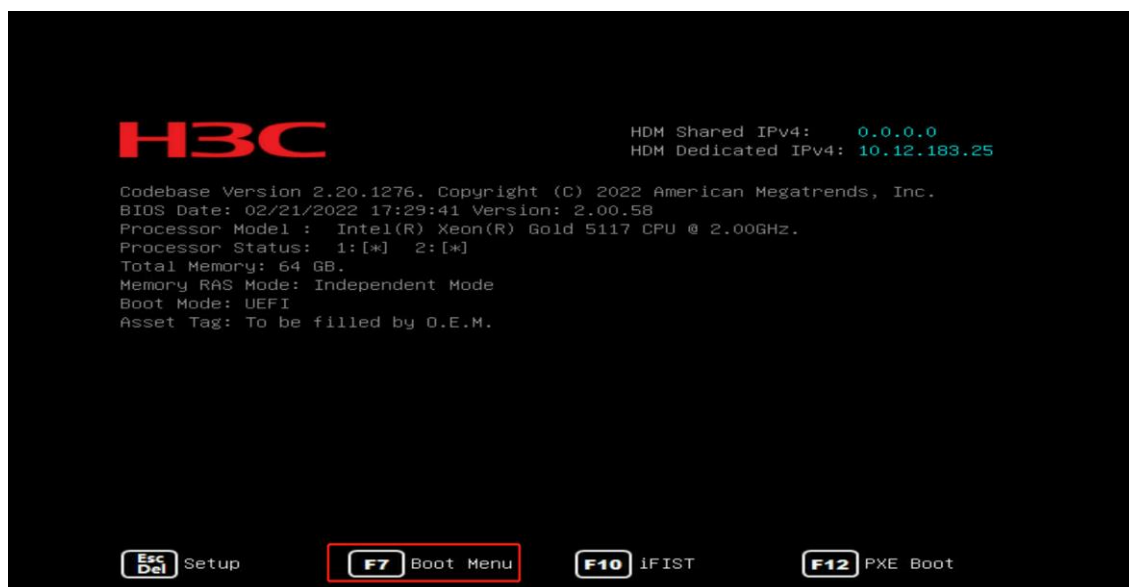 H3C
HDM Shared IPv4: 0.0.0.0
HDM Dedicated IPv4: 10.12.183.25
Codebase Version 2.20.1276. Copyright (C) 2022 American Megatrends, Inc.
BIOS Date: 02/21/2022 17:29:41 Version: 2.00.58
Processor Model : Intel(R) Xeon(R) Gold 5117 CPU @ 2.00GHz.
Processor Status: 1:[*] 2:[*]
Total Memory: 64 GB.
Memory RAS Mode: Independent Mode
Boot Mode: UEFI
Asset Tag: To be filled by O.E.M.
Esc Del Setup F7 Boot Menu F10 iFIST F12 PXE Boot